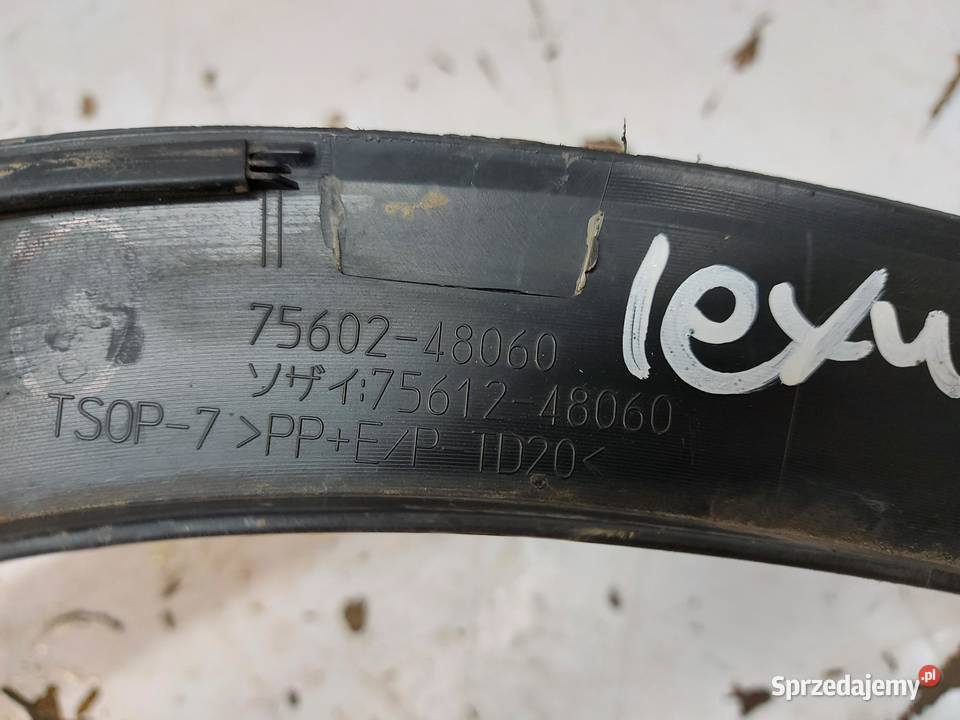 75602-48060
ソザイ:75612-48060
TSOP-7 >PP+E/P TD20<
lexu
Sprzedajemy.pl